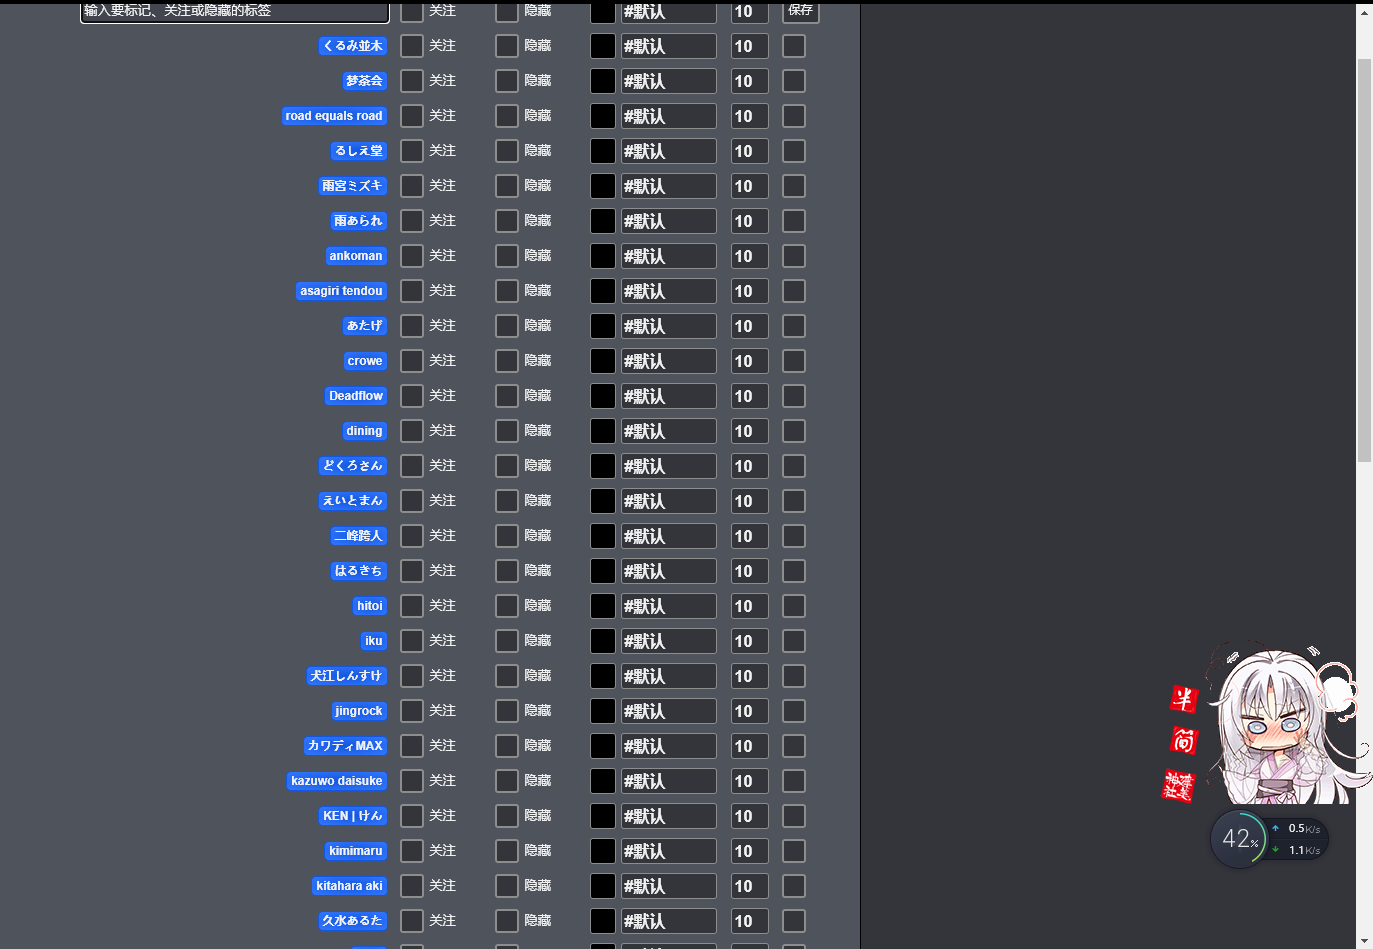 输入要标记、关注或隐藏的标签 关注 隐藏 #默认 10 保存
くるみ並木 关注 隐藏 #默认 10
梦茶会 关注 隐藏 #默认 10
road equals road 关注 隐藏 #默认 10
るしえ堂 关注 隐藏 #默认 10
雨宮ミズキ 关注 隐藏 #默认 10
雨あられ 关注 隐藏 #默认 10
ankoman 关注 隐藏 #默认 10
asagiri tendou 关注 隐藏 #默认 10
あたげ 关注 隐藏 #默认 10
crowe 关注 隐藏 #默认 10
Deadflow 关注 隐藏 #默认 10
dining 关注 隐藏 #默认 10
どくろさん 关注 隐藏 #默认 10
えいとまん 关注 隐藏 #默认 10
二峰跨人 关注 隐藏 #默认 10
はるきち 关注 隐藏 #默认 10
hitoi 关注 隐藏 #默认 10
iku 关注 隐藏 #默认 10
犬江しんすけ 关注 隐藏 #默认 10
jingrock 关注 隐藏 #默认 10
カワディMAX 关注 隐藏 #默认 10
kazuwo daisuke 关注 隐藏 #默认 10
KEN | けん 关注 隐藏 #默认 10
kimimaru 关注 隐藏 #默认 10
kitahara aki 关注 隐藏 #默认 10
久水あるた 关注 隐藏 #默认 10
半
间
42%
0.5K/s
1.1K/s